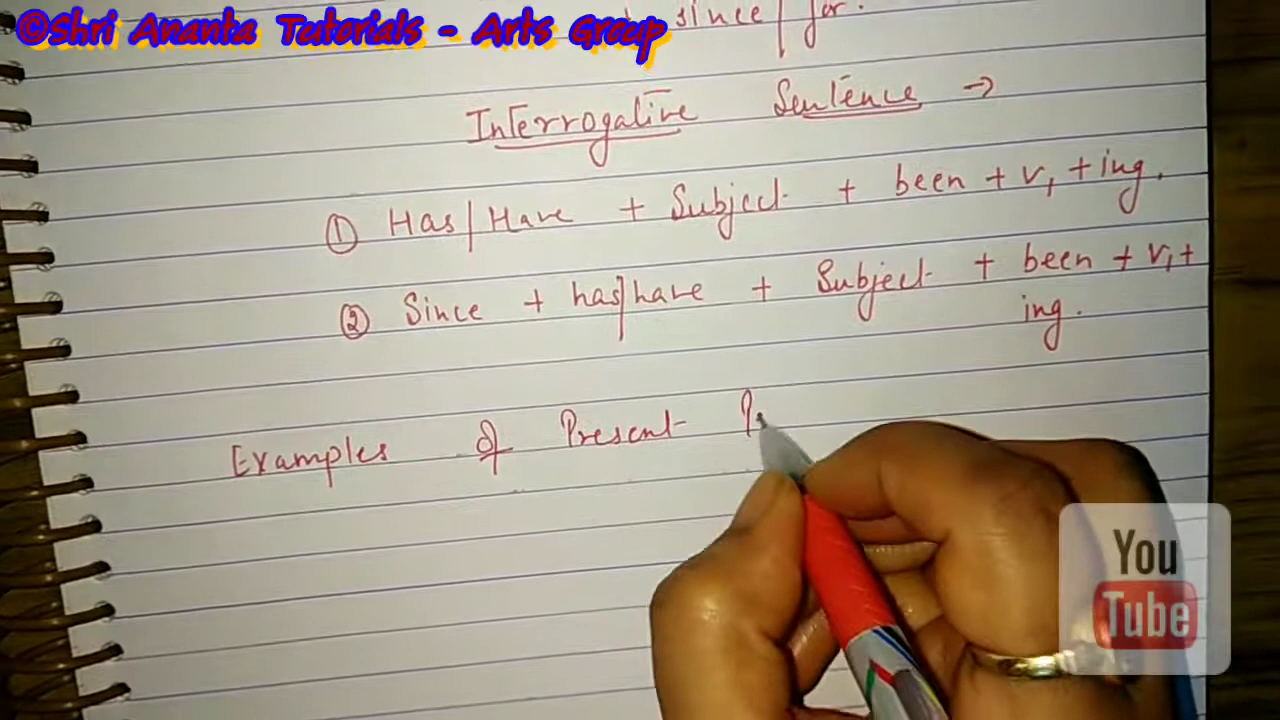 ©Shri Ananta Tutorials - Arts Group
since/for.
Interrogative Sentence →
① Has/Have + Subject + been + v1 + ing.
② Since + has/have + Subject + been + v1 +
ing.
Examples of Present
You
Tube